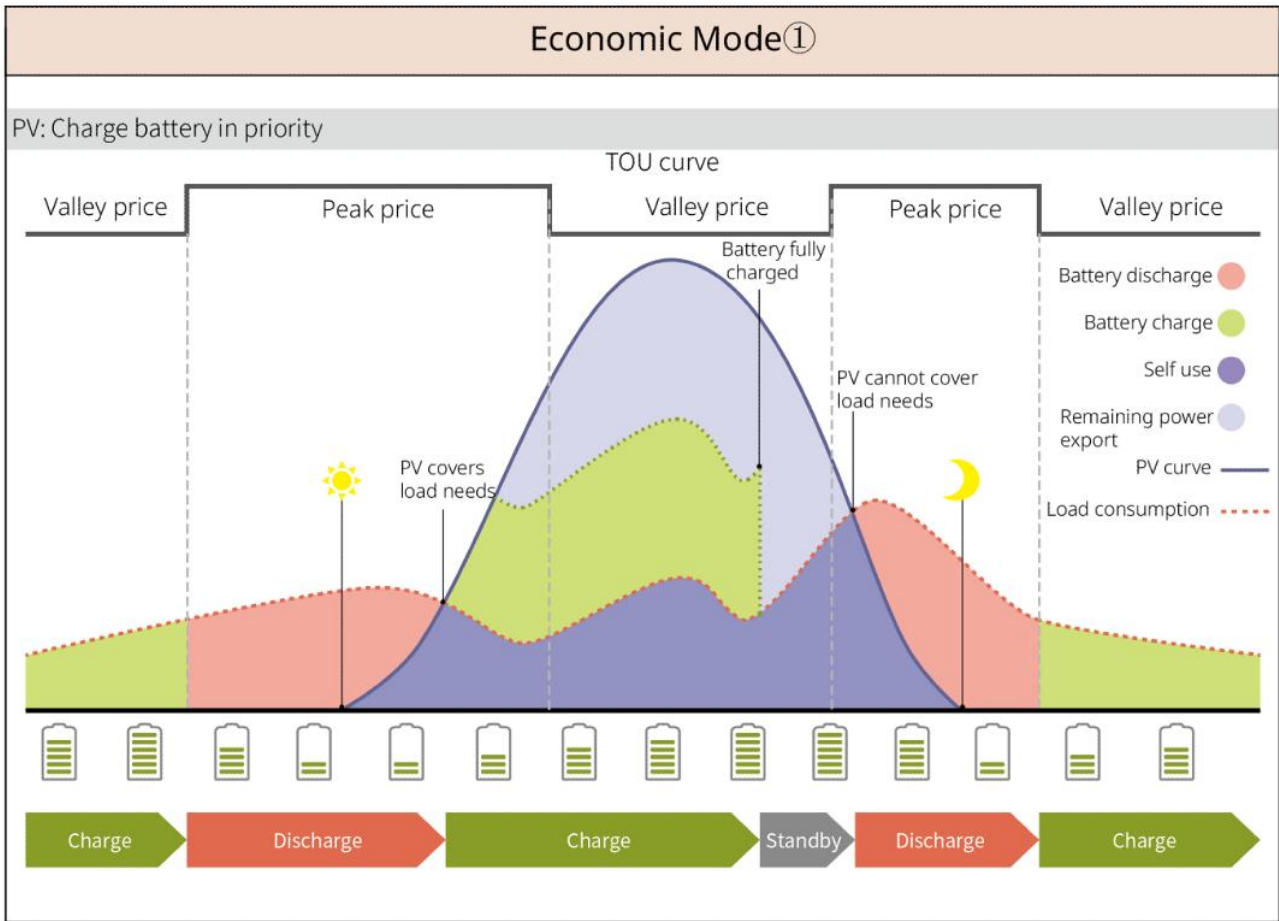 Economic Mode①
PV: Charge battery in priority
TOU curve
Valley price
Peak price
Valley price
Peak price
Valley price
Battery fully
charged
Battery discharge
Battery charge
Self use
Remaining power
export
PV curve
Load consumption
PV cannot cover
load needs
PV covers
load needs
Charge
Discharge
Charge
Standby
Discharge
Charge